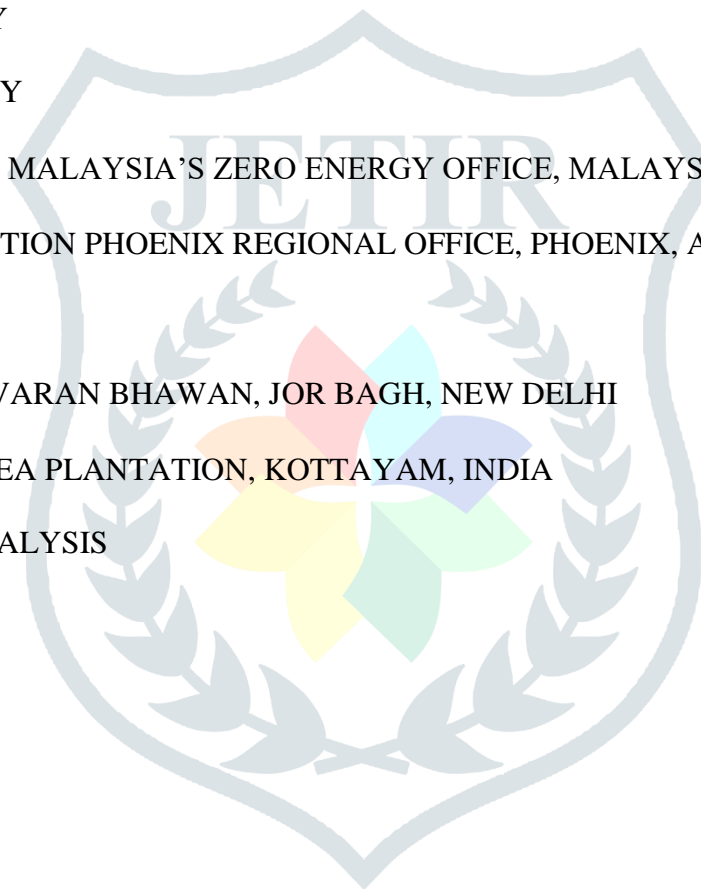 Y
Y
JETIR
MALAYSIA’S ZERO ENERGY OFFICE, MALAYS
TION PHOENIX REGIONAL OFFICE, PHOENIX, A
VARAN BHAWAN, JOR BAGH, NEW DELHI
EA PLANTATION, KOTTAYAM, INDIA
ALYSIS